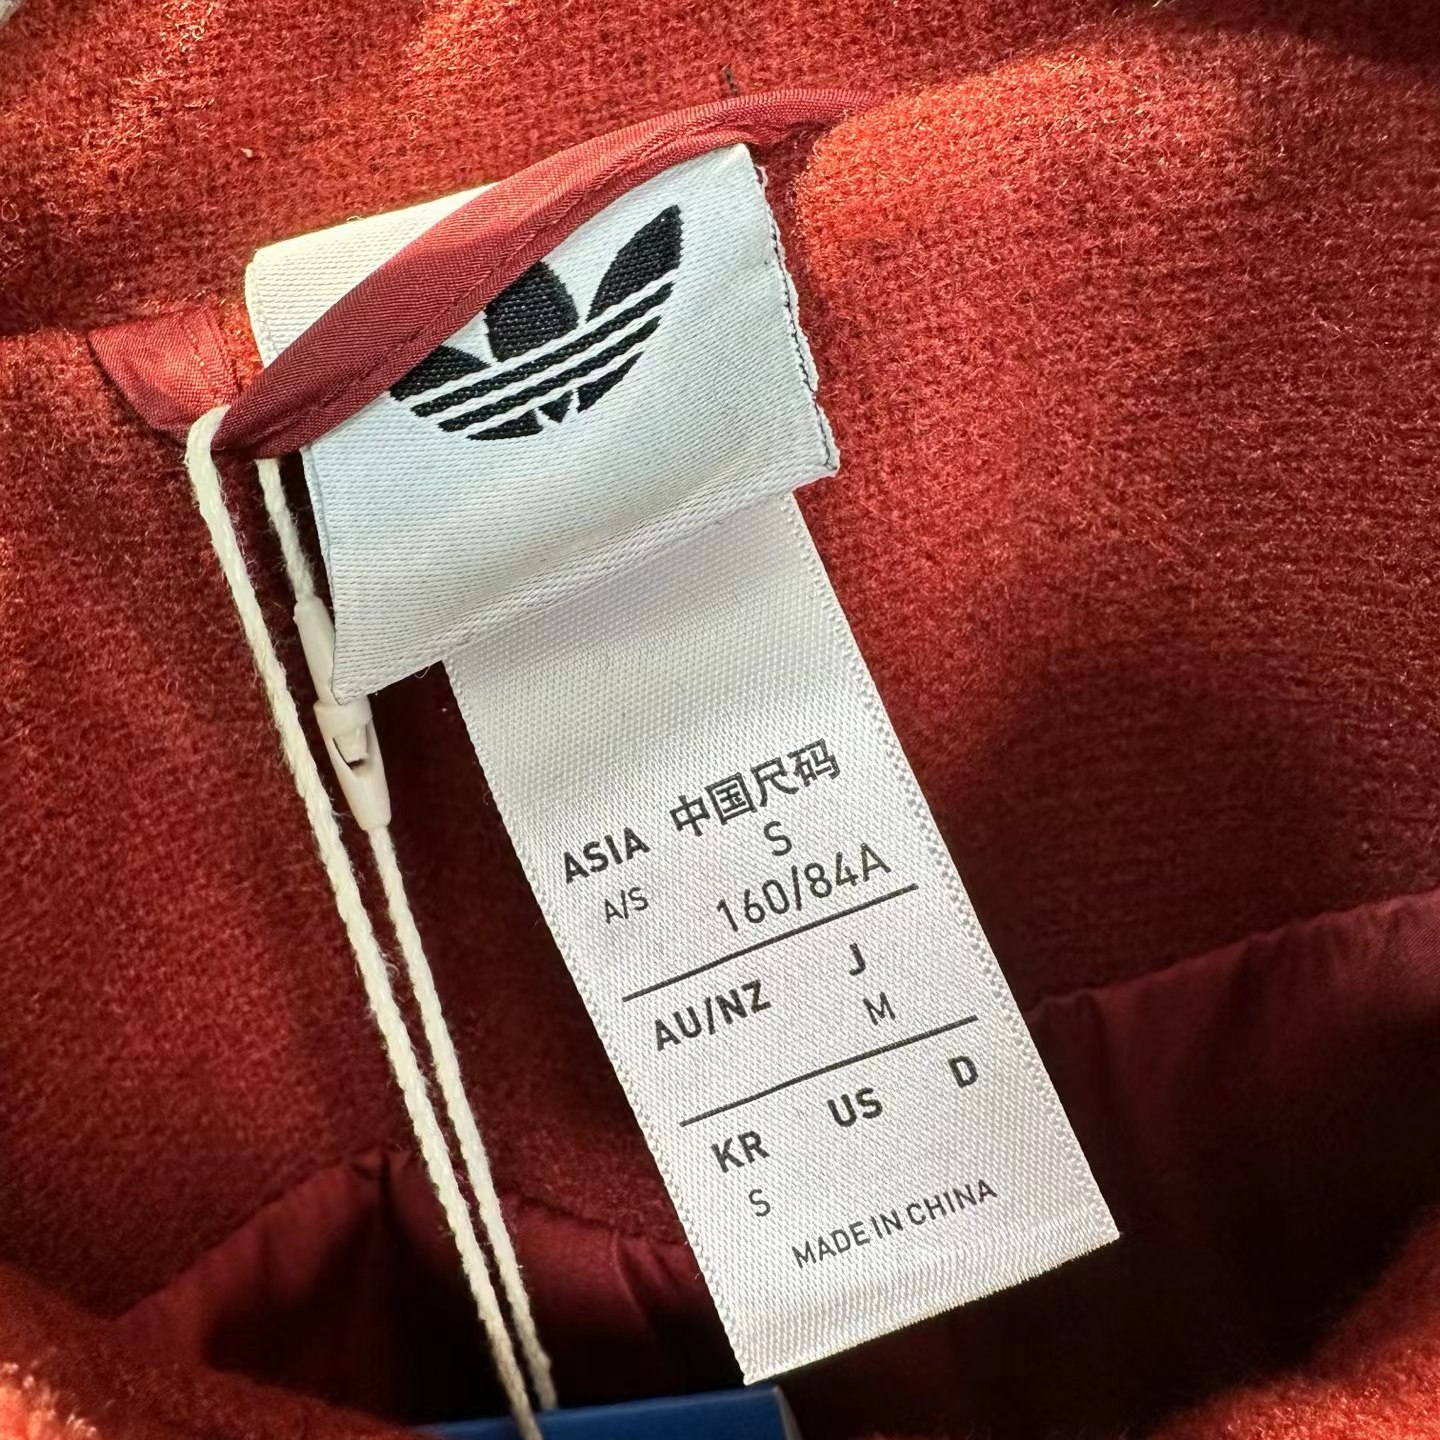 ASIA 中国尺码
A/S S
160/84A
AU/NZ J
M
KR US D
S
MADE IN CHINA